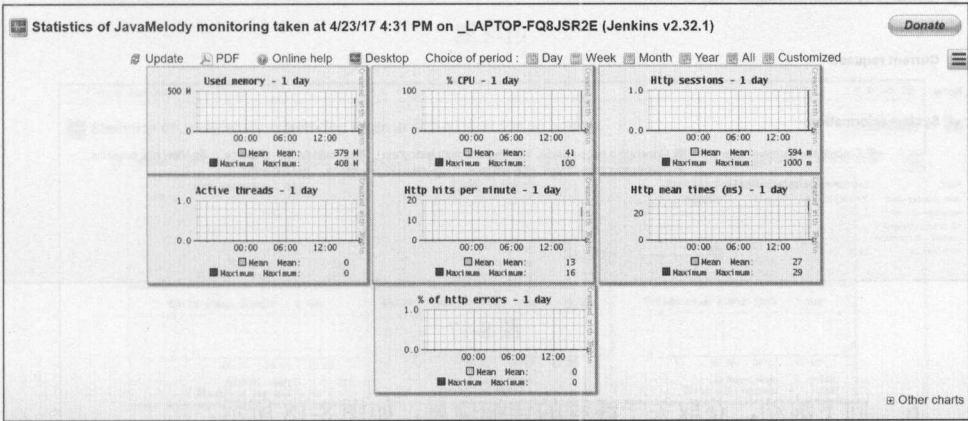 Statistics of JavaMelody monitoring taken at 4/23/17 4:31 PM on _LAPTOP-FQ8JSR2E (Jenkins v2.32.1)
Donate
Update PDF Online help Desktop Choice of period : Day Week Month Year All Customized
Used memory - 1 day
500 M
0
00:00 06:00 12:00
Mean Mean: 379 M
Maximum Maximum: 408 M
% CPU - 1 day
100
0
00:00 06:00 12:00
Mean Mean: 41
Maximum Maximum: 100
Http sessions - 1 day
1.0
0.0
00:00 06:00 12:00
Mean Mean: 594 m
Maximum Maximum: 1000 m
Active threads - 1 day
1.0
0.0
00:00 06:00 12:00
Mean Mean: 0
Maximum Maximum: 0
Http hits per minute - 1 day
20
10
0
00:00 06:00 12:00
Mean Mean: 13
Maximum Maximum: 16
Http mean times (ms) - 1 day
20
0
00:00 06:00 12:00
Mean Mean: 27
Maximum Maximum: 29
% of http errors - 1 day
1.0
0.0
00:00 06:00 12:00
Mean Mean: 0
Maximum Maximum: 0
Other charts